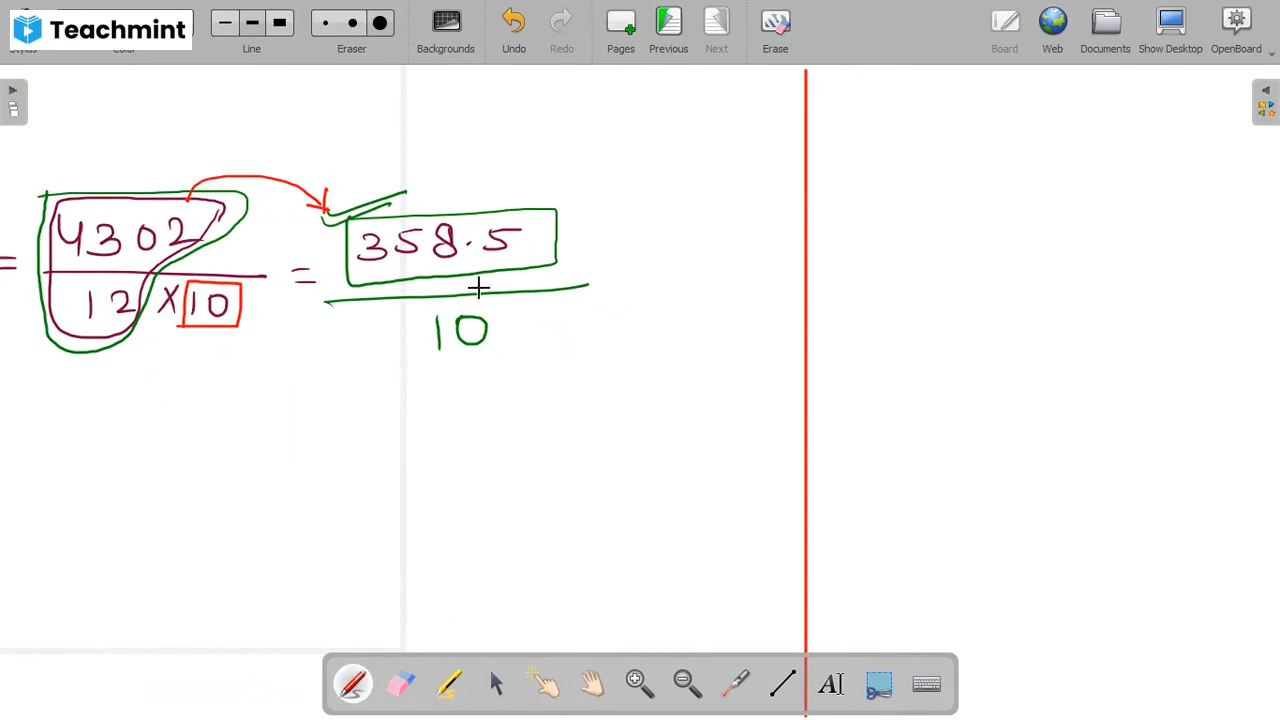 Teachmint
Line
Eraser
Backgrounds
Undo
Redo
Pages
Previous
Next
Erase
Board
Web
Documents
Show Desktop
OpenBoard
= 4302 / 12 × 10 = 358.5 / 10